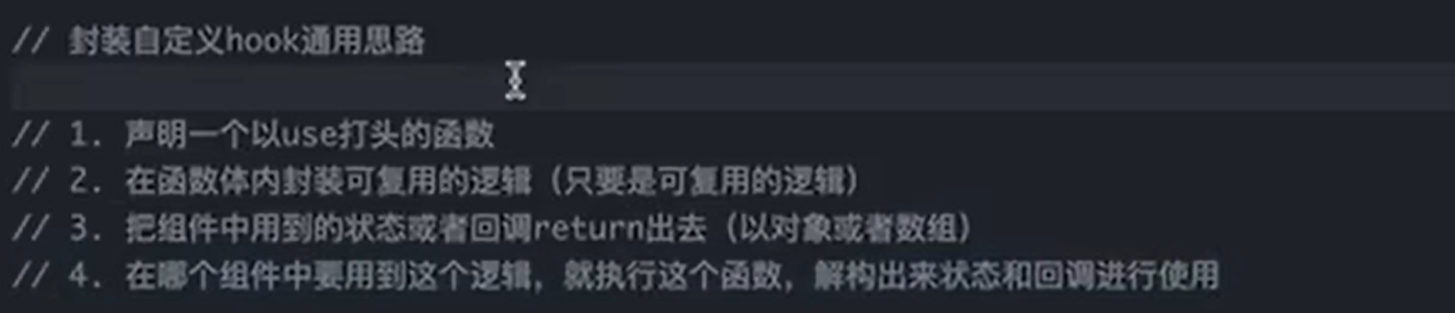 // 封装自定义hook通用思路
// 1. 声明一个以use打头的函数
// 2. 在函数体内封装可复用的逻辑（只要是可复用的逻辑）
// 3. 把组件中用到的状态或者回调return出去（以对象或者数组）
// 4. 在哪个组件中要用到这个逻辑，就执行这个函数，解构出来状态和回调进行使用